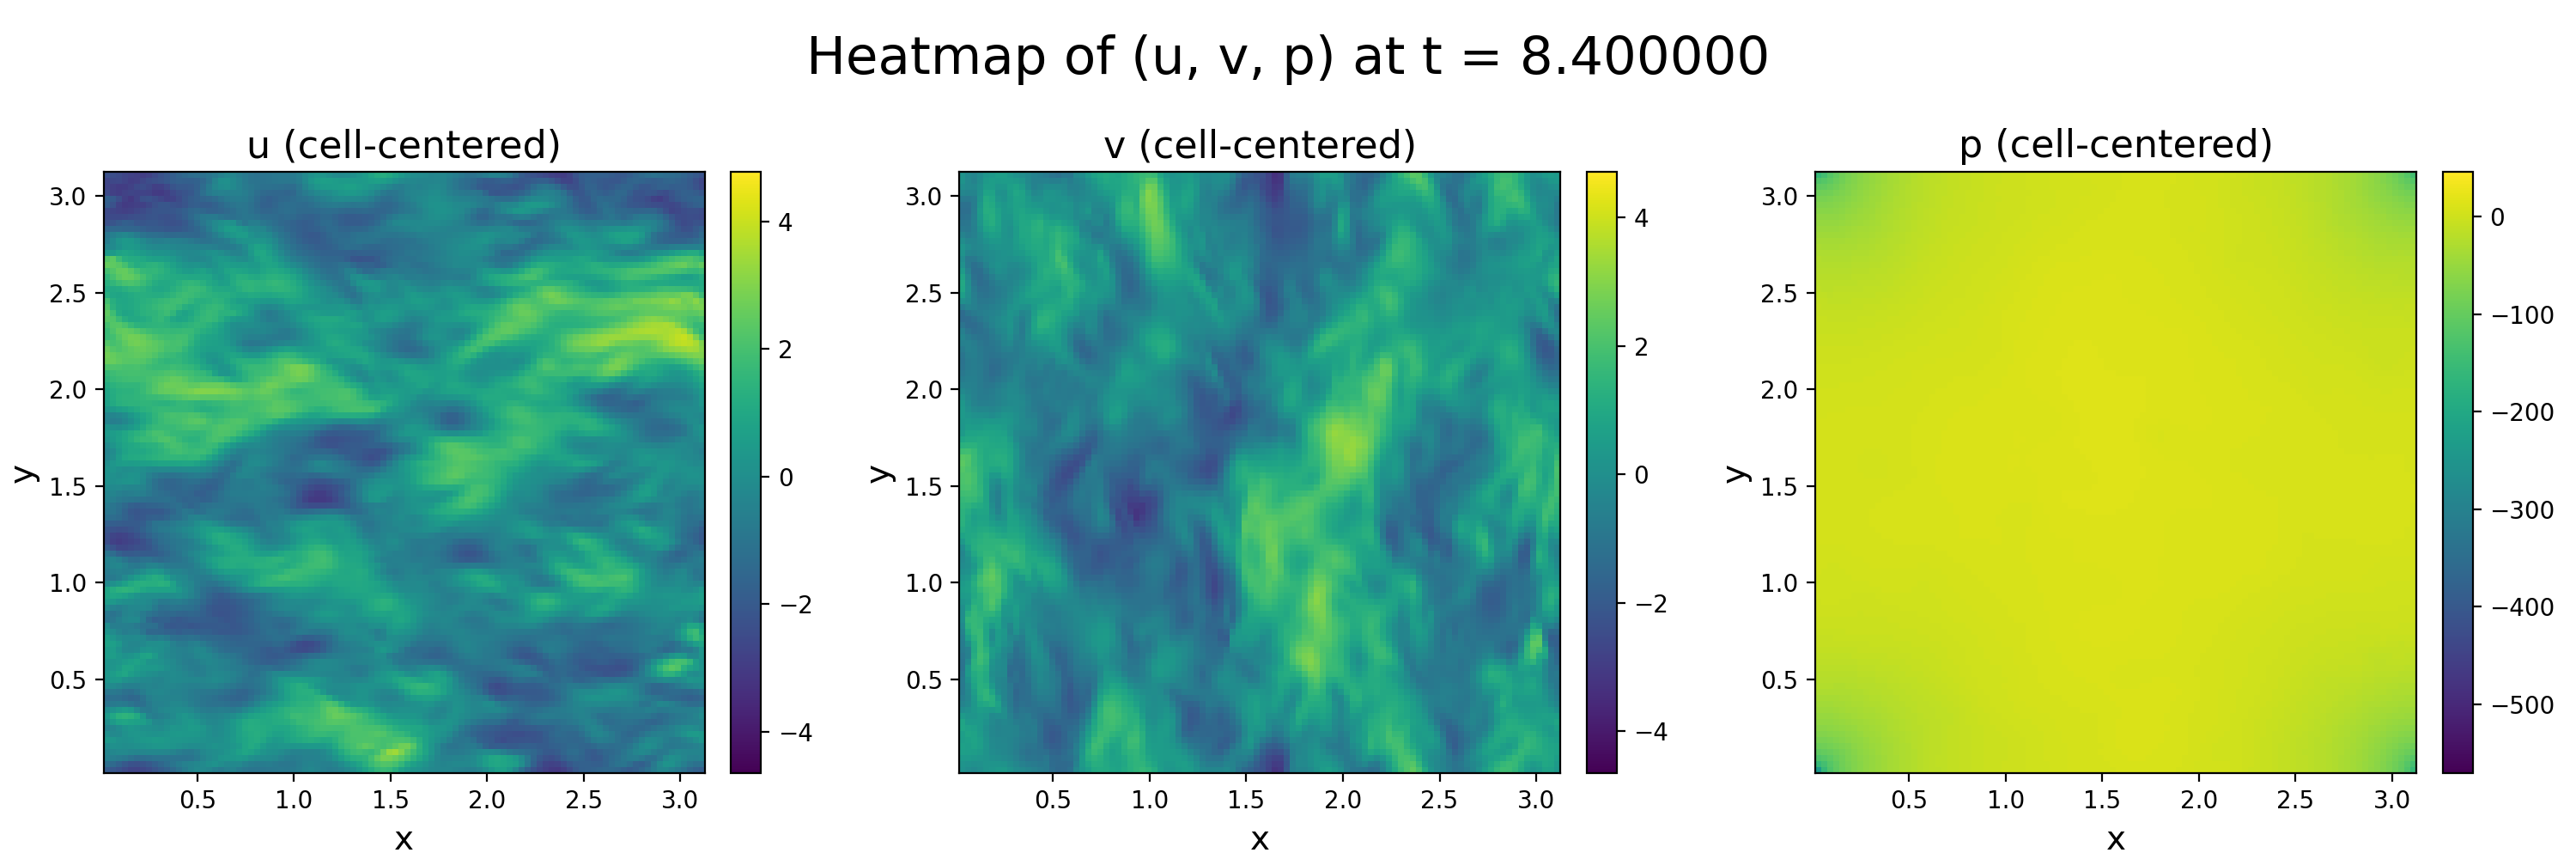 Heatmap of (u, v, p) at t = 8.400000
u (cell-centered)
3.0
2.5
2.0
1.5
1.0
0.5
y
0.5 1.0 1.5 2.0 2.5 3.0
x
4
2
0
−2
−4
v (cell-centered)
3.0
2.5
2.0
1.5
1.0
0.5
y
0.5 1.0 1.5 2.0 2.5 3.0
x
4
2
0
−2
−4
p (cell-centered)
3.0
2.5
2.0
1.5
1.0
0.5
y
0.5 1.0 1.5 2.0 2.5 3.0
x
0
−100
−200
−300
−400
−500